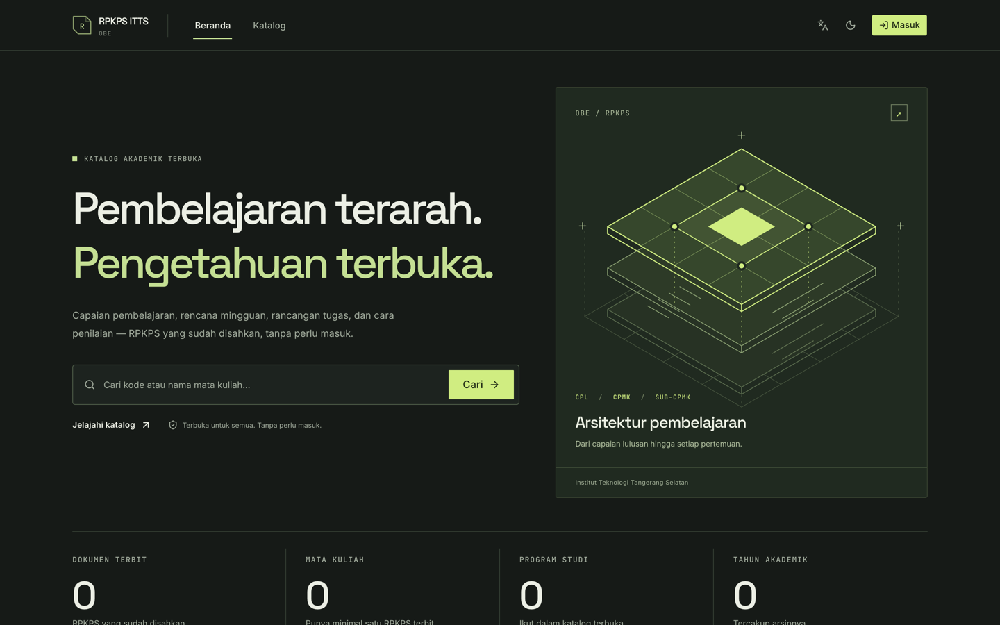 R
RPKPS ITTS
OBE
Beranda
Katalog
Masuk
KATALOG AKADEMIK TERBUKA
Pembelajaran terarah.
Pengetahuan terbuka.
Capaian pembelajaran, rencana mingguan, rancangan tugas, dan cara
penilaian — RPKPS yang sudah disahkan, tanpa perlu masuk.
Cari kode atau nama mata kuliah...
Cari
Jelajahi katalog
Terbuka untuk semua. Tanpa perlu masuk.
OBE / RPKPS
CPL / CPMK / SUB-CPMK
Arsitektur pembelajaran
Dari capaian lulusan hingga setiap pertemuan.
Institut Teknologi Tangerang Selatan
DOKUMEN TERBIT
0
RPKPS yang sudah disahkan
MATA KULIAH
0
Punya minimal satu RPKPS terbit
PROGRAM STUDI
0
Ikut dalam katalog terbuka
TAHUN AKADEMIK
0
Tercakup arsipnya